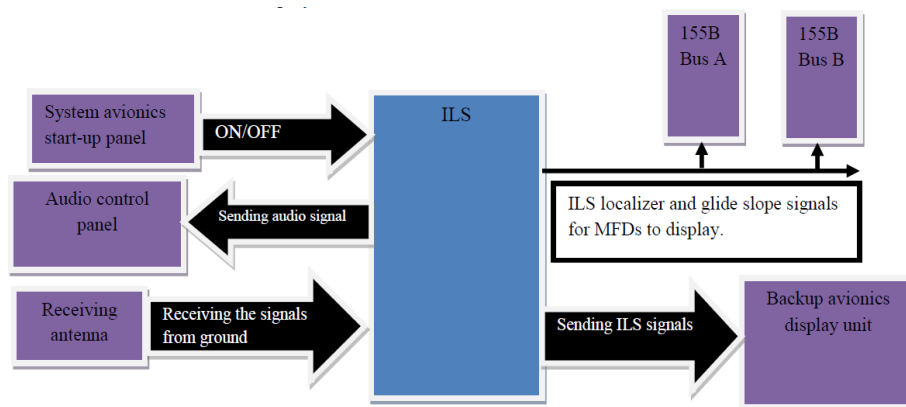 155B
Bus A
155B
Bus B
System avionics
start-up panel
ON/OFF
ILS
Audio control
panel
Sending audio signal
ILS localizer and glide slope signals
for MFDs to display.
Receiving
antenna
Receiving the signals
from ground
Sending ILS signals
Backup avionics
display unit